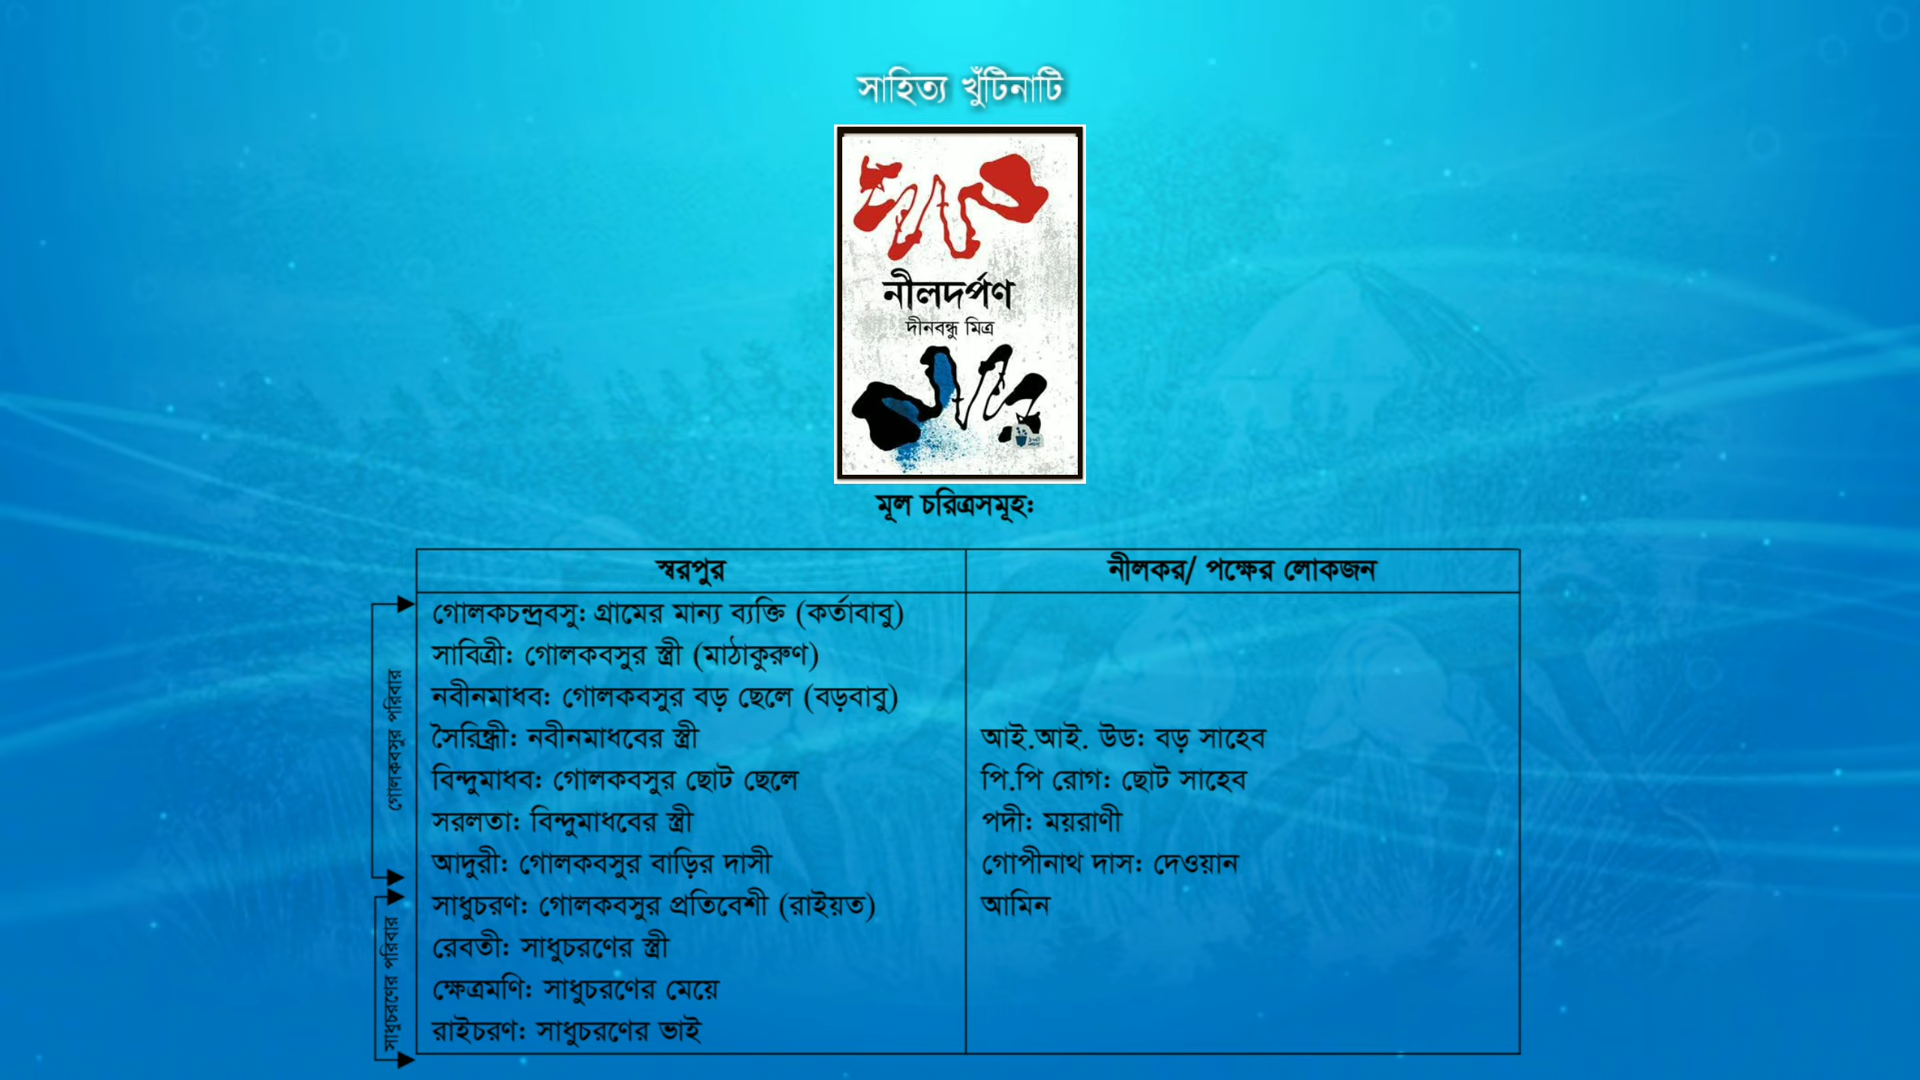 সাহিত্য খুঁটিনাটি
নীলদর্পণ
দীনবন্ধু মিত্র
মূল চরিত্রসমূহ:
স্বরপুর
নীলকর/ পক্ষের লোকজন
গোলকবসুর পরিবার
গোলকচন্দ্রবসু: গ্রামের মান্য ব্যক্তি (কর্তাবাবু)
সাবিত্রী: গোলকবসুর স্ত্রী (মাঠাকুরুণ)
নবীনমাধব: গোলকবসুর বড় ছেলে (বড়বাবু)
সৈরিন্ধ্রী: নবীনমাধবের স্ত্রী
বিন্দুমাধব: গোলকবসুর ছোট ছেলে
সরলতা: বিন্দুমাধবের স্ত্রী
আদুরী: গোলকবসুর বাড়ির দাসী
সাধুচরণের পরিবার
সাধুচরণ: গোলকবসুর প্রতিবেশী (রাইয়ত)
রেবতী: সাধুচরণের স্ত্রী
ক্ষেত্রমণি: সাধুচরণের মেয়ে
রাইচরণ: সাধুচরণের ভাই
আই.আই. উড: বড় সাহেব
পি.পি রোগ: ছোট সাহেব
পদী: ময়রাণী
গোপীনাথ দাস: দেওয়ান
আমিন